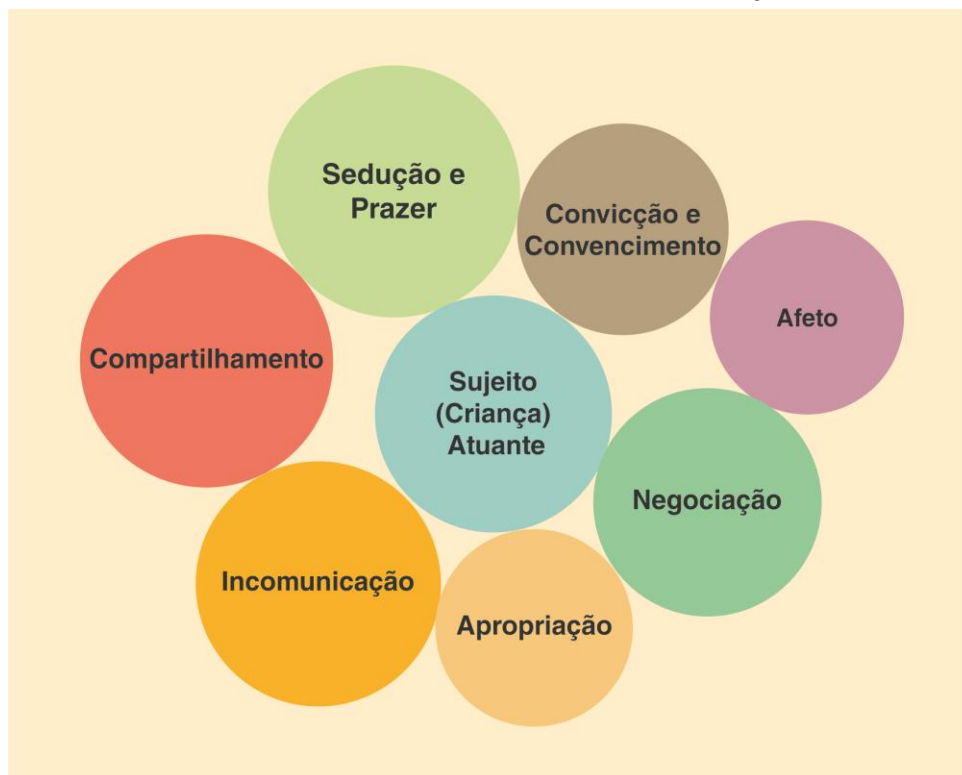 Sedução e
Prazer
Convicção e
Convencimento
Afeto
Compartilhamento
Sujeito
(Criança)
Atuante
Negociação
Incomunicação
Apropriação